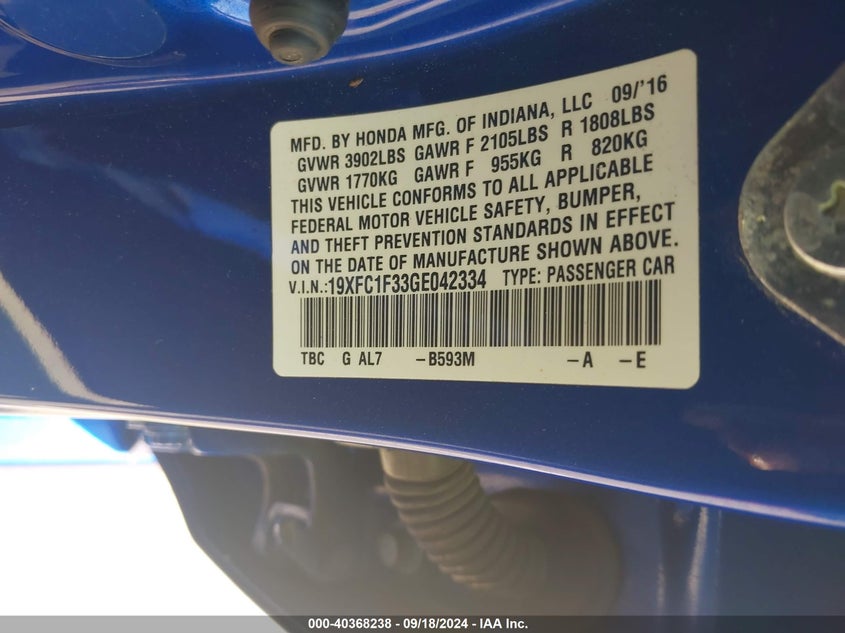 MFD. BY HONDA MFG. OF INDIANA, LLC 09/'16
GVWR 3902LBS GAWR F 2105LBS R 1808LBS
GVWR 1770KG GAWR F 955KG R 820KG
THIS VEHICLE CONFORMS TO ALL APPLICABLE
FEDERAL MOTOR VEHICLE SAFETY, BUMPER,
AND THEFT PREVENTION STANDARDS IN EFFECT
ON THE DATE OF MANUFACTURE SHOWN ABOVE.
V.I.N.:19XFC1F33GE042334 TYPE: PASSENGER CAR
TBC G AL7 -B593M -A -E
000-40368238 - 09/18/2024 - IAA Inc.